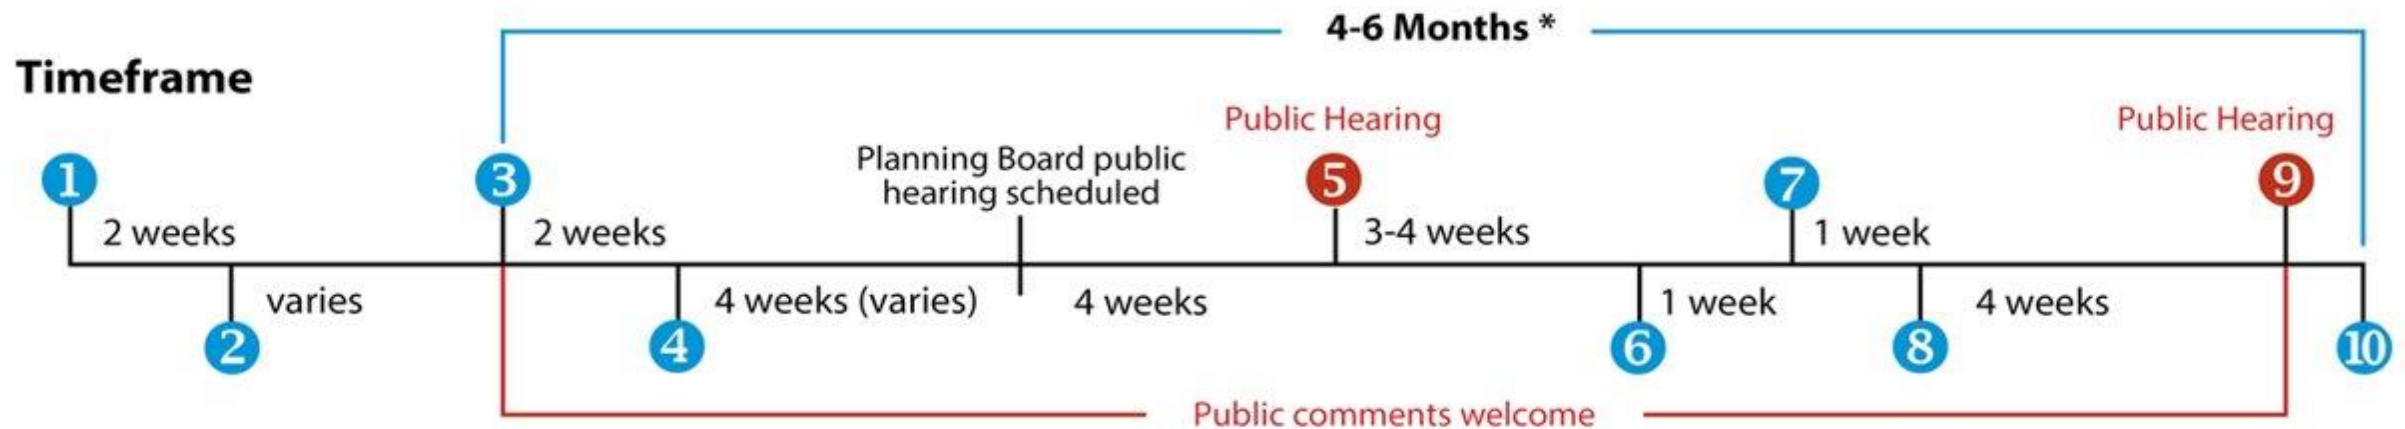 4-6 Months *
Timeframe
Public Hearing
Public Hearing
Planning Board public
hearing scheduled
1
3
5
7
9
2 weeks
2 weeks
3-4 weeks
1 week
varies
4 weeks (varies)
4 weeks
1 week
4 weeks
2
4
6
8
10
Public comments welcome